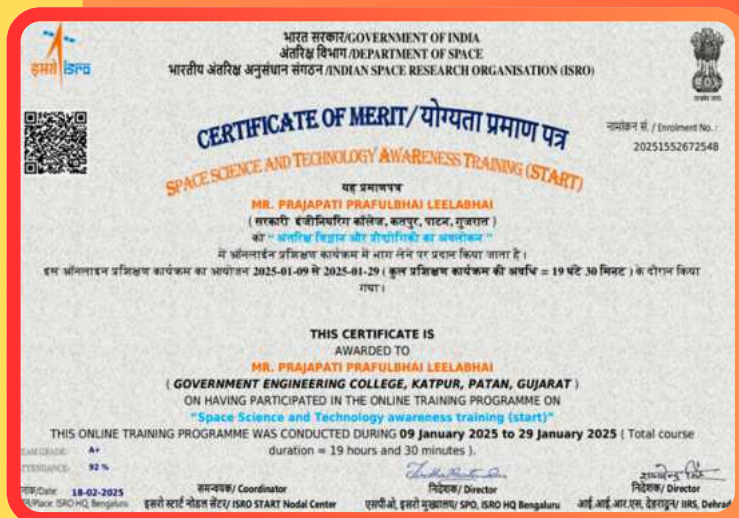 इसरो isro
भारत सरकार/GOVERNMENT OF INDIA
अंतरिक्ष विभाग /DEPARTMENT OF SPACE
भारतीय अंतरिक्ष अनुसंधान संगठन /INDIAN SPACE RESEARCH ORGANISATION (ISRO)
CERTIFICATE OF MERIT/योग्यता प्रमाण पत्र
नामांकन सं. / Enrolment No.:
20251552672548
SPACE SCIENCE AND TECHNOLOGY AWARENESS TRAINING (START)
यह प्रमाणपत्र
MR. PRAJAPATI PRAFULBHAI LEELABHAI
( सरकारी इंजीनियरिंग कॉलेज, कतपुर, पाटन, गुजरात )
को " अंतरिक्ष विज्ञान और प्रौद्योगिकी का अवलोकन "
में ऑनलाईन प्रशिक्षण कार्यक्रम में भाग लेने पर प्रदान किया जाता है।
इस ऑनलाइन प्रशिक्षण कार्यक्रम का आयोजन 2025-01-09 से 2025-01-29 ( कुल प्रशिक्षण कार्यक्रम की अवधि = 19 घंटे 30 मिनट ) के दौरान किया
गया।
THIS CERTIFICATE IS
AWARDED TO
MR. PRAJAPATI PRAFULBHAI LEELABHAI
( GOVERNMENT ENGINEERING COLLEGE, KATPUR, PATAN, GUJARAT )
ON HAVING PARTICIPATED IN THE ONLINE TRAINING PROGRAMME ON
"Space Science and Technology awareness training (start)"
THIS ONLINE TRAINING PROGRAMME WAS CONDUCTED DURING 09 January 2025 to 29 January 2025 ( Total course
duration = 19 hours and 30 minutes ).
EXAM GRADE: A+
ATTENDANCE: 92 %
/Date: 18-02-2025
/Place: ISRO HQ, Bengaluru
समन्वयक/ Coordinator
इसरो स्टार्ट नोडल सेंटर/ ISRO START Nodal Center
निदेशक/ Director
एसपीओ, इसरो मुख्यालय/ SPO, ISRO HQ Bengaluru
निदेशक/ Director
आई.आई.आर.एस, देहरादून/ IIRS, Dehrad